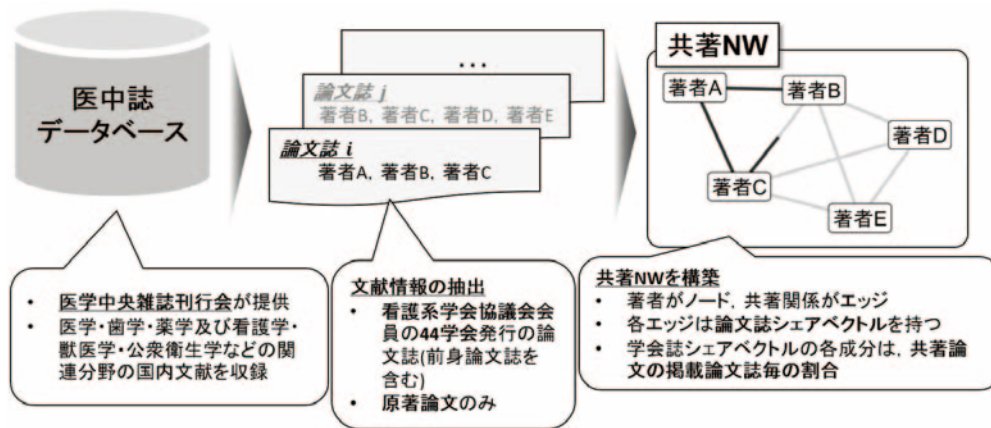 医中誌
データベース
…
論文誌 j
著者B, 著者C, 著者D, 著者E
論文誌 i
著者A, 著者B, 著者C
共著NW
著者A
著者B
著者D
著者C
著者E
・ 医学中央雑誌刊行会が提供
・ 医学・歯学・薬学及び看護学・
獣医学・公衆衛生学などの関
連分野の国内文献を収録
文献情報の抽出
・ 看護系学会協議会会
員の44学会発行の論
文誌(前身論文誌を
含む)
・ 原著論文のみ
共著NWを構築
・ 著者がノード, 共著関係がエッジ
・ 各エッジは論文誌シェアベクトルを持つ
・ 学会誌シェアベクトルの各成分は, 共著論
文の掲載論文誌毎の割合